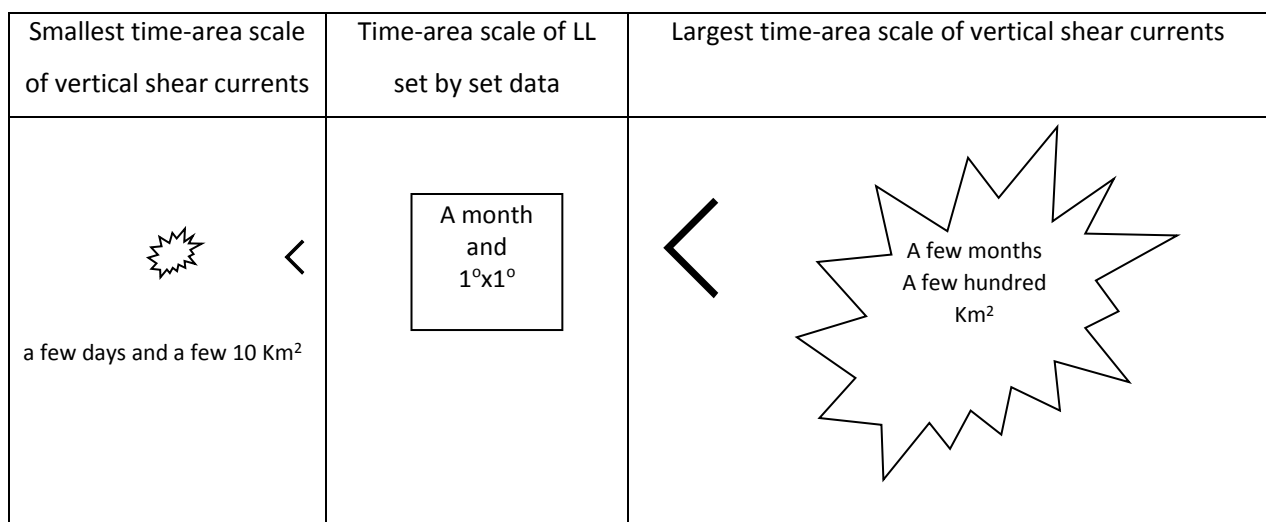 Smallest time-area scale
of vertical shear currents
Time-area scale of LL
set by set data
Largest time-area scale of vertical shear currents
<
a few days and a few 10 Km²
A month
and
1ºx1º
<
A few months
A few hundred
Km²